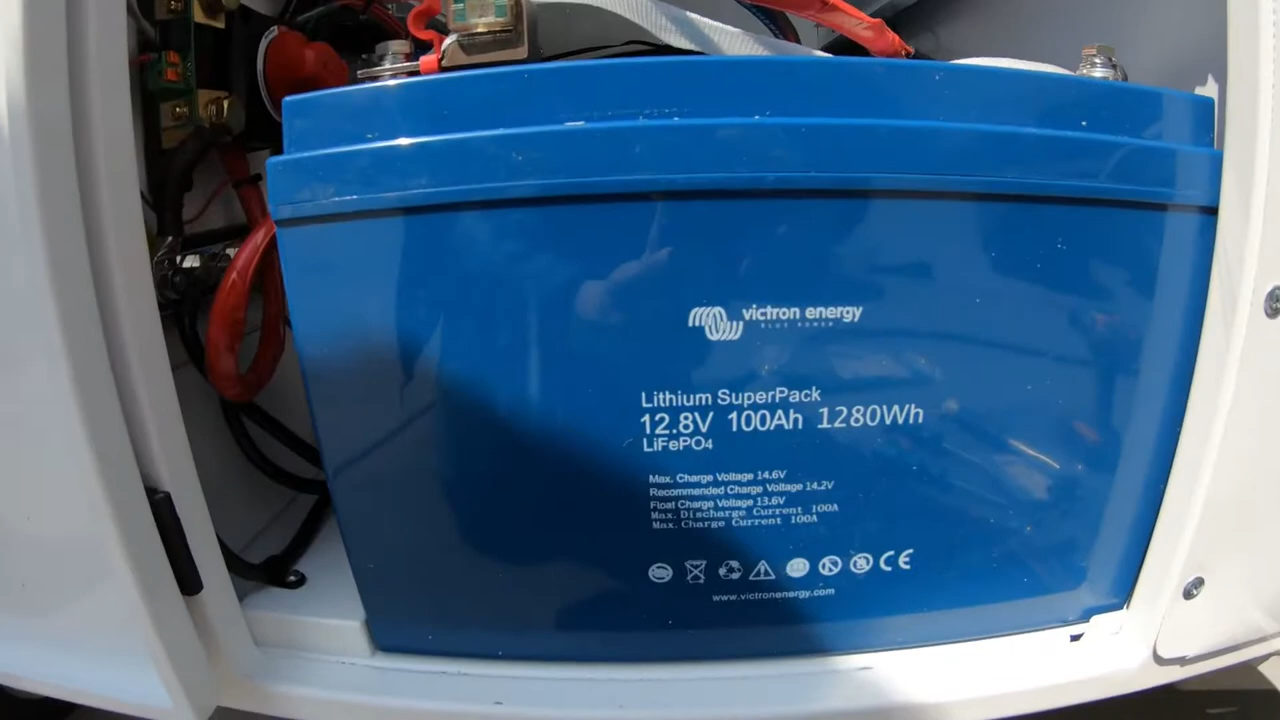 victron energy
BLUE POWER
Lithium SuperPack
12.8V 100Ah 1280Wh
LiFePO4
Max. Charge Voltage 14.6V
Recommended Charge Voltage 14.2V
Float Charge Voltage 13.6V
Max. Discharge Current 100A
Max. Charge Current 100A
CE
www.victronenergy.com